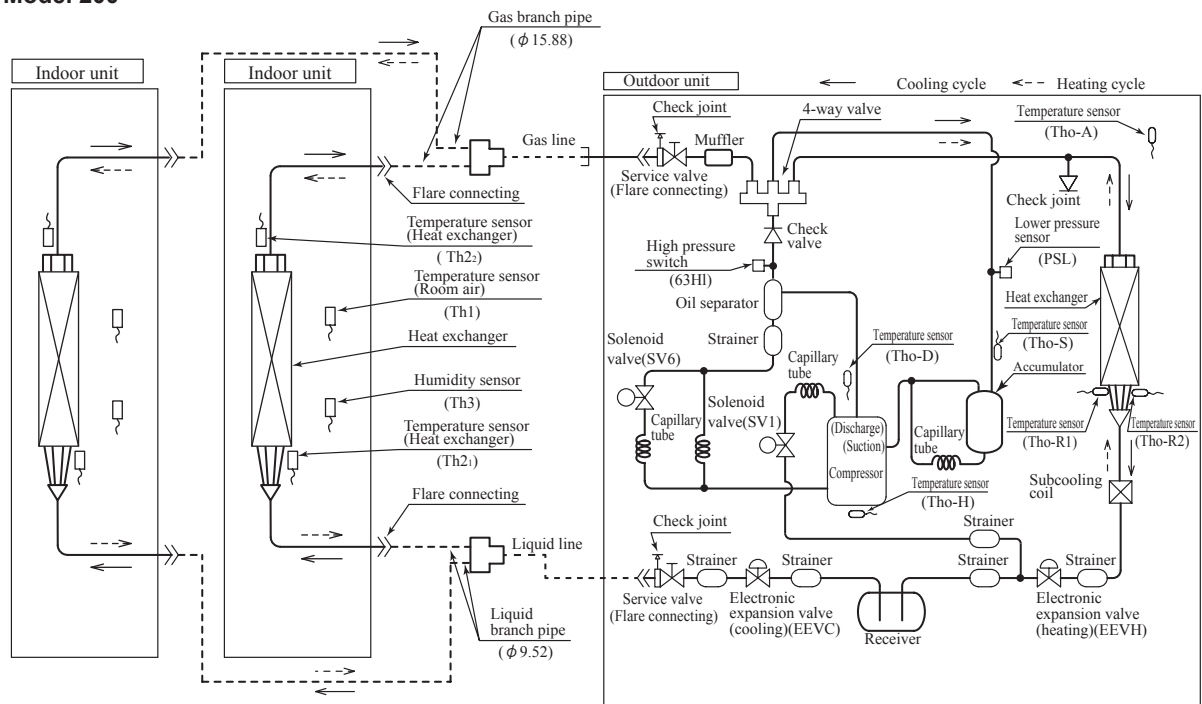 Gas branch pipe
(ϕ 15.88)
Indoor unit
Indoor unit
Outdoor unit
Cooling cycle
Heating cycle
Check joint
4-way valve
Temperature sensor
(Tho-A)
Gas line
Muffler
Service valve
(Flare connecting)
Check joint
Flare connecting
Check
valve
Lower pressure
sensor
(PSL)
Temperature sensor
(Heat exchanger)
(Th2₂)
High pressure
switch
(63Hl)
Temperature sensor
(Room air)
(Th1)
Oil separator
Heat exchanger
Strainer
Temperature sensor
(Tho-D)
Temperature sensor
(Tho-S)
Heat exchanger
Solenoid
valve(SV6)
Capillary
tube
Accumulator
Humidity sensor
(Th3)
Solenoid
valve(SV1)
Capillary
tube
(Discharge)
(Suction)
Compressor
Capillary
tube
Temperature sensor
(Tho-R1)
Temperature sensor
(Tho-R2)
Temperature sensor
(Heat exchanger)
(Th2₁)
Temperature sensor
(Tho-H)
Subcooling
coil
Flare connecting
Check joint
Strainer
Liquid line
Strainer
Strainer
Strainer
Strainer
Service valve
(Flare connecting)
Electronic
expansion valve
(cooling)(EEVC)
Receiver
Electronic
expansion valve
(heating)(EEVH)
Liquid
branch pipe
(ϕ 9.52)